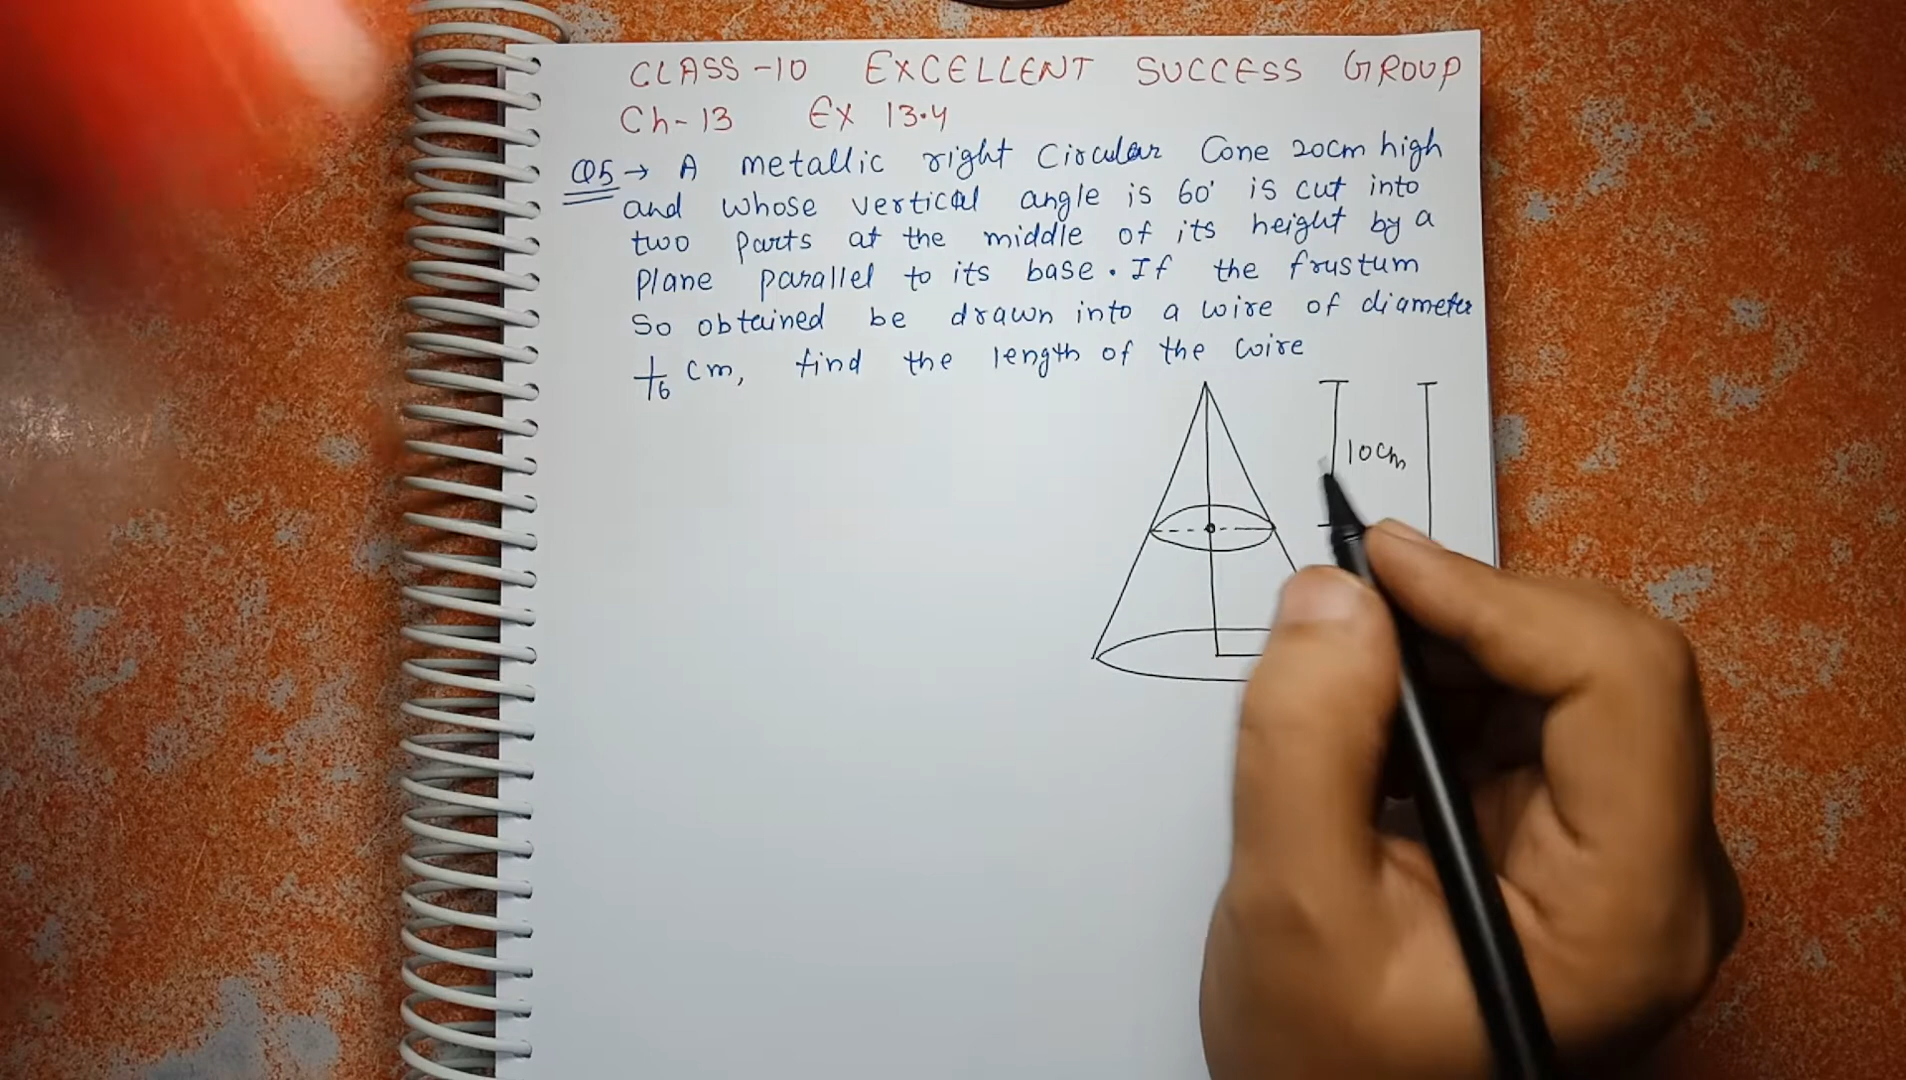 CLASS-10 EXCELLENT SUCCESS GROUP
Ch-13 Ex 13.4
Q5→ A metallic right Circular Cone 20cm high
and whose vertical angle is 60° is cut into
two parts at the middle of its height by a
plane parallel to its base. If the frustum
So obtained be drawn into a wire of diameter
1/16 cm, find the length of the wire
10cm